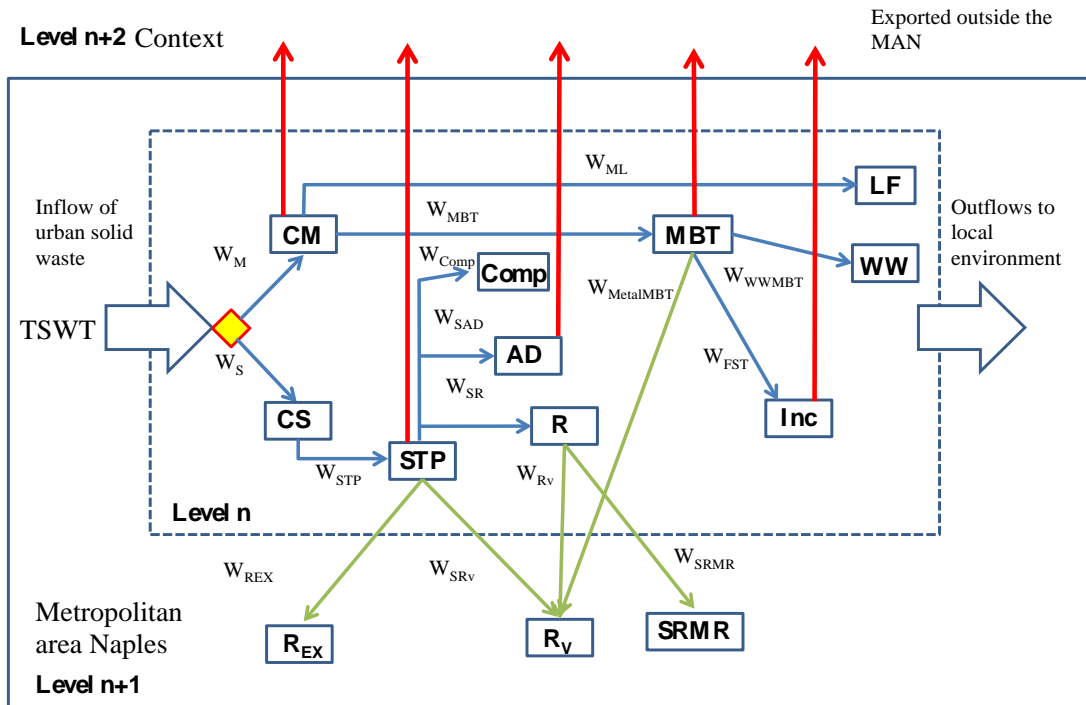 Level n+2 Context
Exported outside the
MAN
Inflow of
urban solid
waste
TSWT
W_M
W_S
CM
W_ML
LF
W_MBT
MBT
W_WWMBT
WW
Outflows to
local
environment
W_Comp
Comp
W_MetalMBT
W_SAD
AD
W_FST
W_SR
Inc
CS
R
W_STP
STP
W_Rv
Level n
W_REX
W_SRv
W_SRMR
Metropolitan
area Naples
R_EX
R_V
SRMR
Level n+1